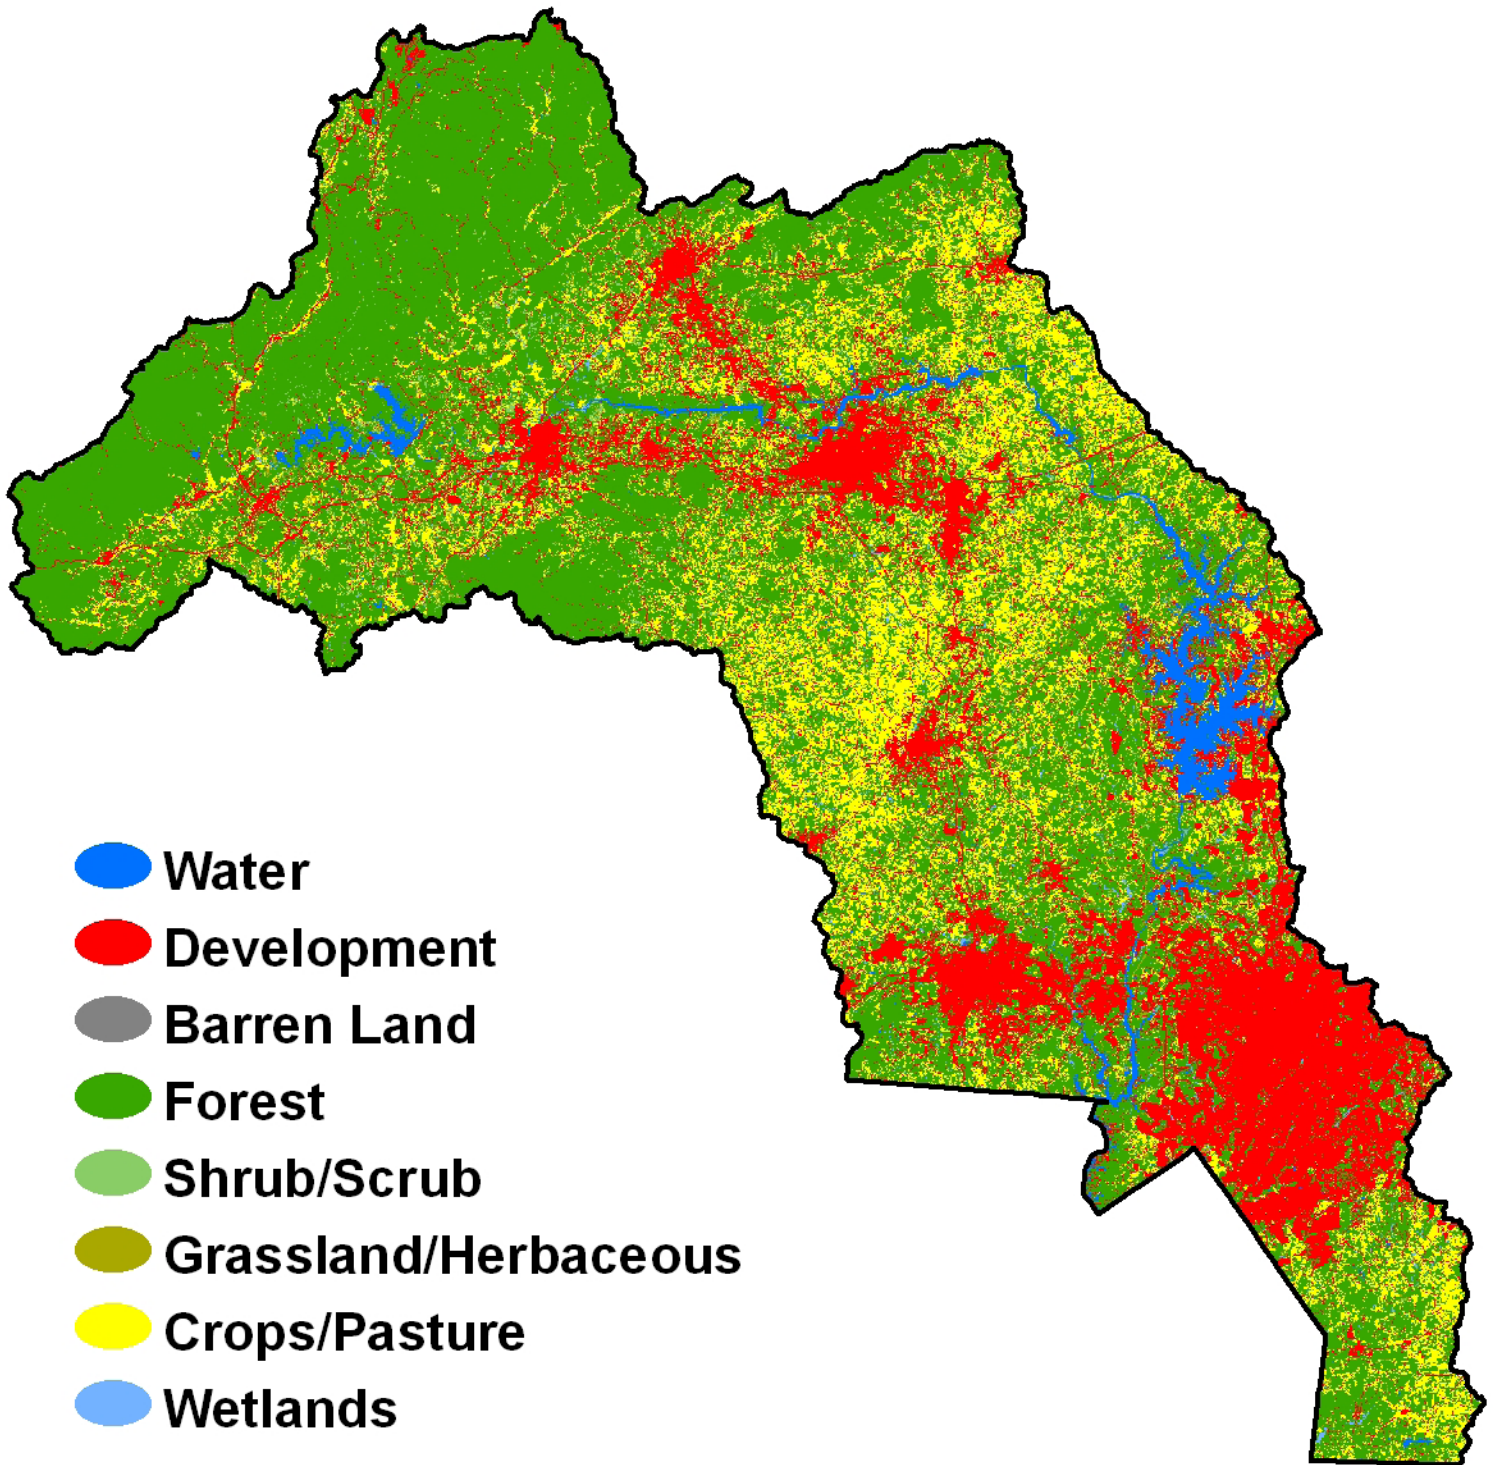 Water
Development
Barren Land
Forest
Shrub/Scrub
Grassland/Herbaceous
Crops/Pasture
Wetlands